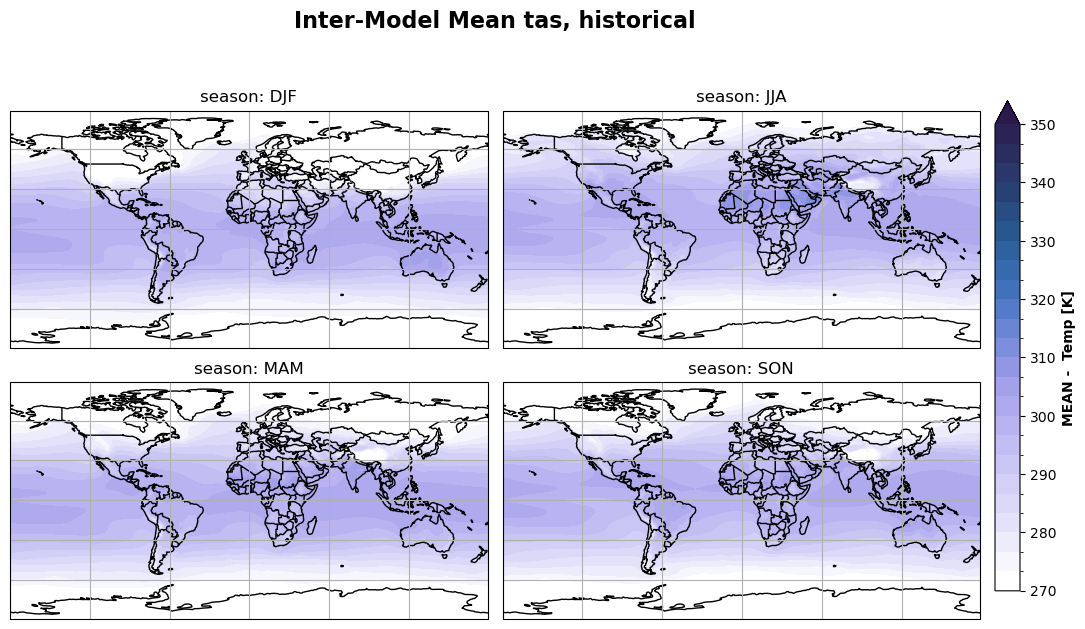 Inter-Model Mean tas, historical
season: DJF
season: JJA
season: MAM
season: SON
350
340
330
320
310
300
290
280
270
MEAN - Temp [K]